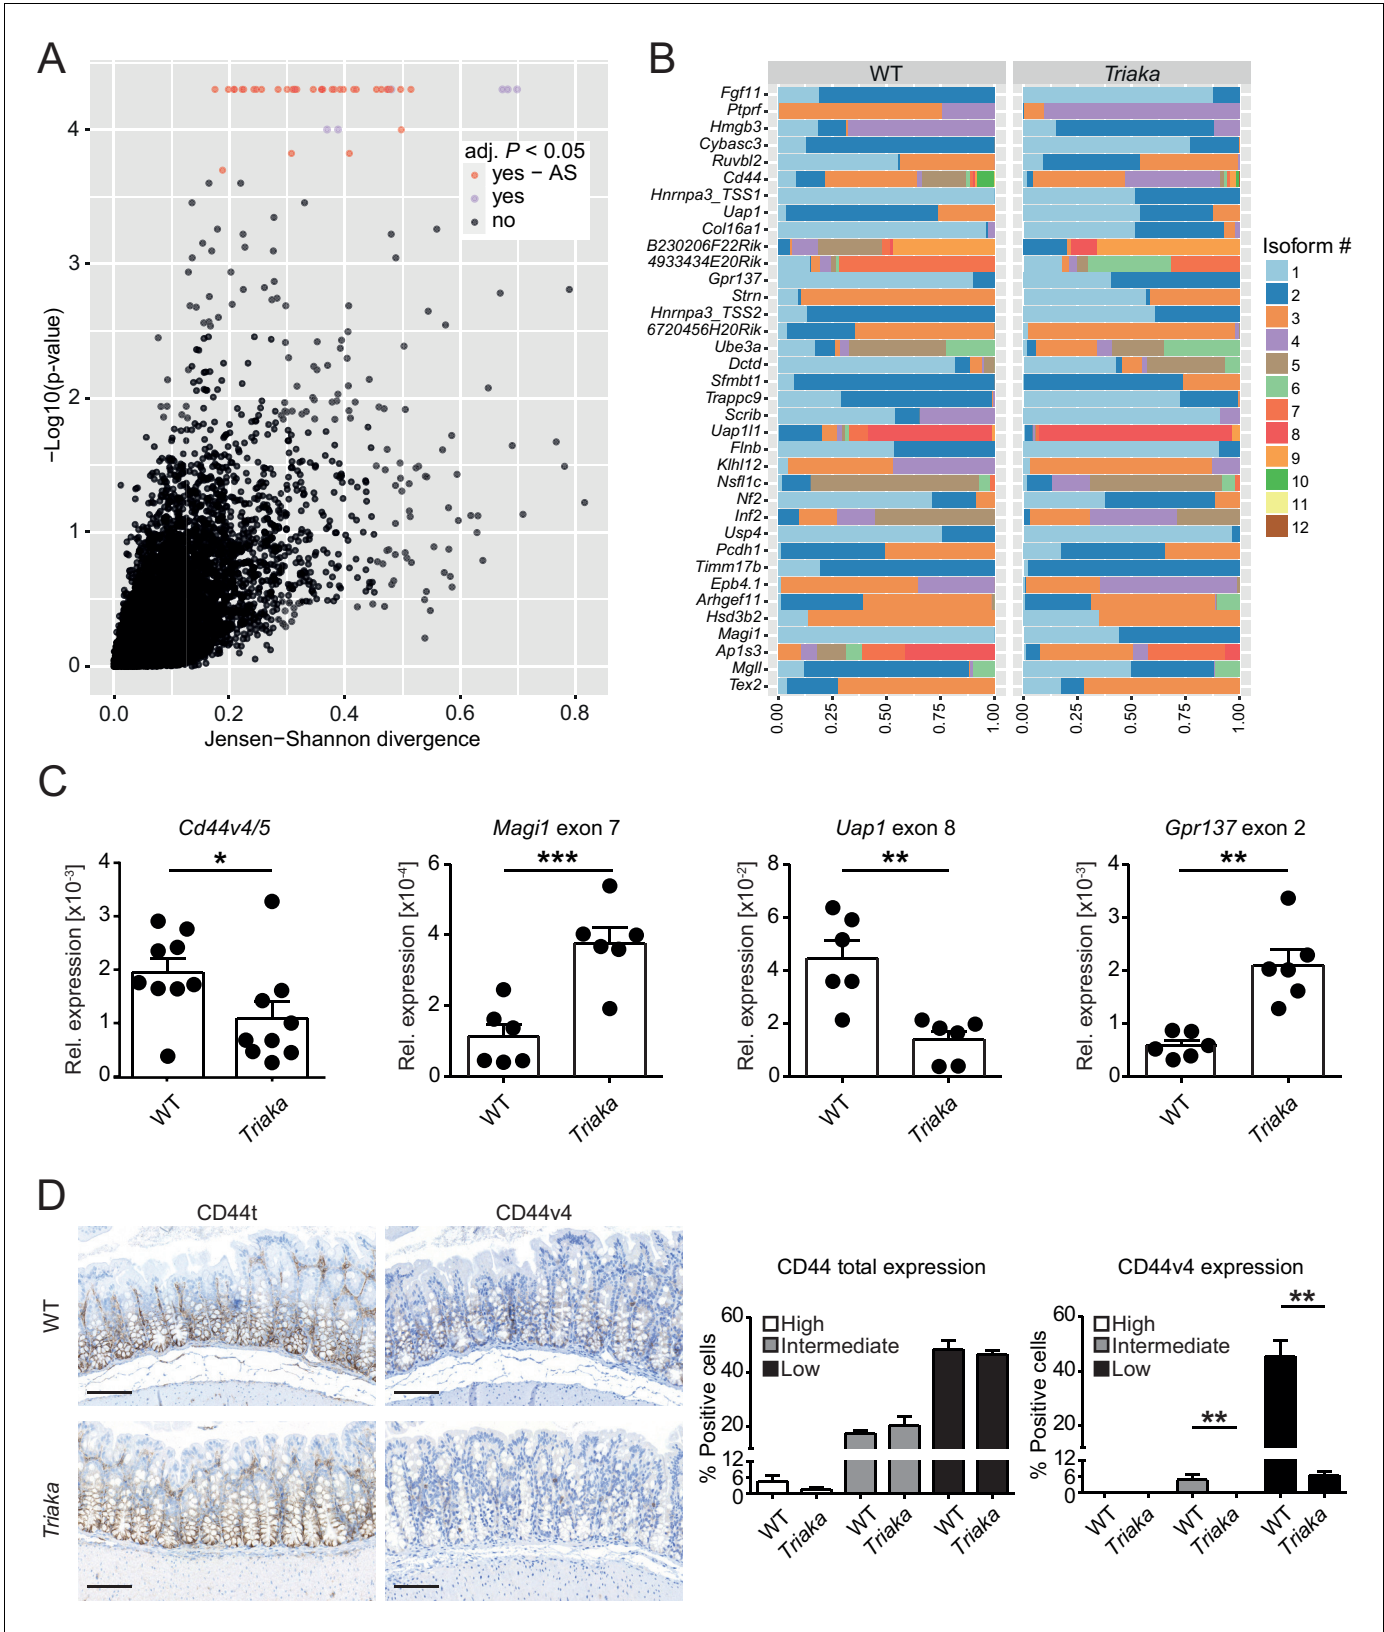 A
−Log10(p-value)
4
3
2
1
0
adj. P < 0.05
yes − AS
yes
no
0.0 0.2 0.4 0.6 0.8
Jensen−Shannon divergence
B
WT Triaka
Fgf11
Ptprf
Hmgb3
Cybasc3
Ruvbl2
Cd44
Hnrnpa3_TSS1
Uap1
Col16a1
B230206F22Rik
4933434E20Rik
Gpr137
Strn
Hnrnpa3_TSS2
6720456H20Rik
Ube3a
Dctd
Sfmbt1
Trappc9
Scrib
Uap1l1
Flnb
Klhl12
Nsfl1c
Nf2
Inf2
Usp4
Pcdh1
Timm17b
Epb4.1
Arhgef11
Hsd3b2
Magi1
Ap1s3
Mgll
Tex2
0.00 0.25 0.50 0.75 1.00 0.00 0.25 0.50 0.75 1.00
Isoform #
1
2
3
4
5
6
7
8
9
10
11
12
C
Cd44v4/5
Rel. expression [x10-3]
4
3
2
1
0
*
WT Triaka
Magi1 exon 7
Rel. expression [x10-4]
6
4
2
0
***
WT Triaka
Uap1 exon 8
Rel. expression [x10-2]
8
6
4
2
0
**
WT Triaka
Gpr137 exon 2
Rel. expression [x10-3]
4
3
2
1
0
**
WT Triaka
D
CD44t CD44v4
WT
Triaka
CD44 total expression
% Positive cells
60
40
20
12
6
0
High
Intermediate
Low
WT Triaka WT Triaka WT Triaka
CD44v4 expression
% Positive cells
60
40
20
12
6
0
High
Intermediate
Low
**
**
WT Triaka WT Triaka WT Triaka